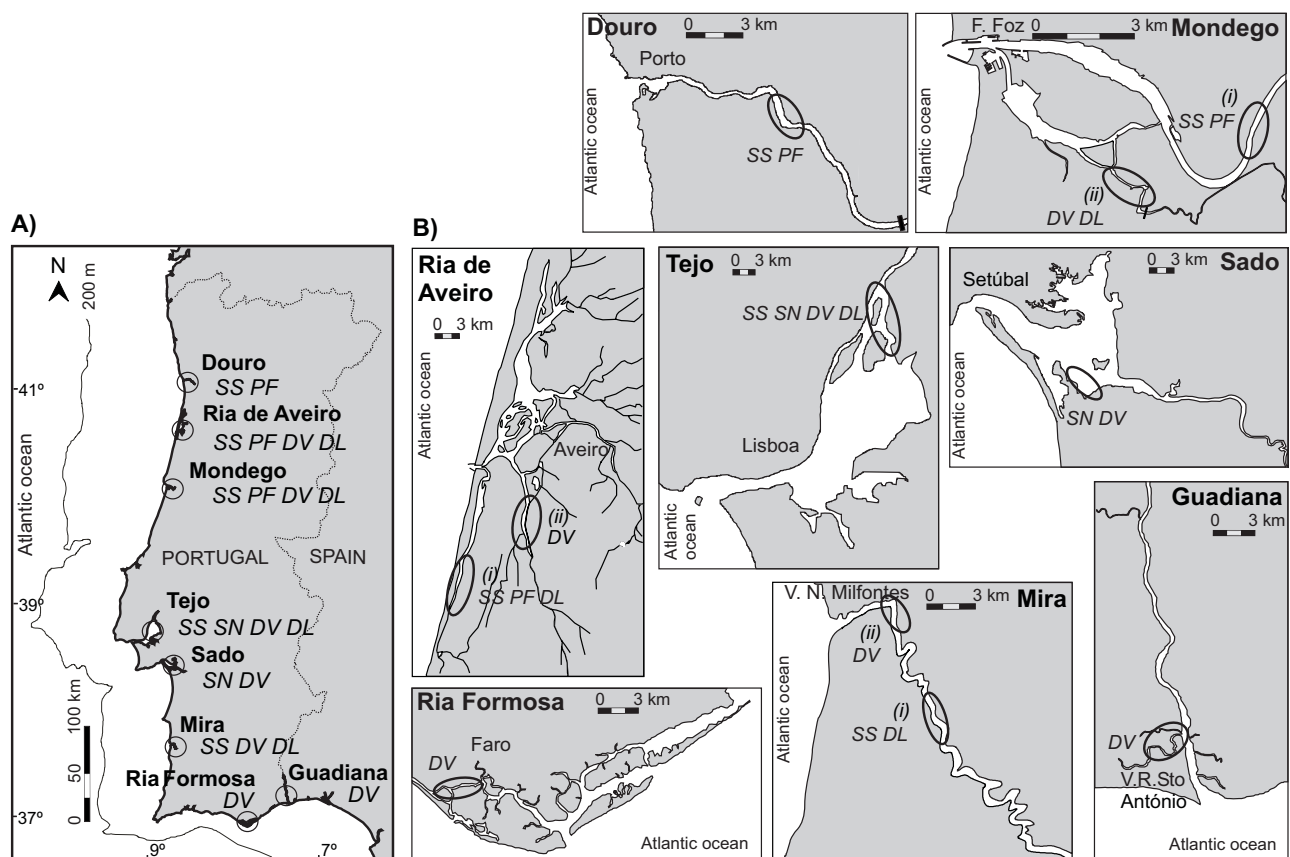 A)
N
200 m
Atlantic ocean
41º
39º
37º
9º
7º
Douro
SS PF
Ria de Aveiro
SS PF DV DL
Mondego
SS PF DV DL
PORTUGAL
SPAIN
Tejo
SS SN DV DL
Sado
SN DV
Mira
SS DV DL
Ria Formosa
DV
Guadiana
DV
0 50 100 km
B)
Douro
0 3 km
Porto
Atlantic ocean
SS PF
F. Foz
0 3 km
Mondego
Atlantic ocean
(i)
SS PF
(ii)
DV DL
Ria de
Aveiro
0 3 km
Atlantic ocean
Aveiro
(ii)
DV
(i)
SS PF DL
Tejo
0 3 km
SS SN DV DL
Lisboa
Atlantic
ocean
0 3 km
Sado
Setúbal
Atlantic ocean
SN DV
Guadiana
0 3 km
DV
V.R.Sto
António
Atlantic ocean
V. N. Milfontes
0 3 km
Mira
Atlantic ocean
(ii)
DV
(i)
SS DL
Ria Formosa
0 3 km
Faro
DV
Atlantic ocean